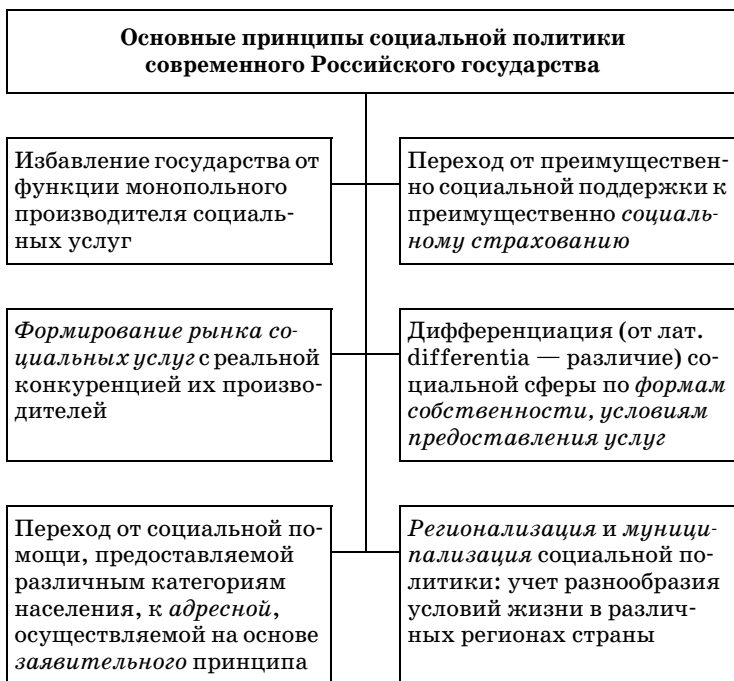 Основные принципы социальной политики
современного Российского государства
Избавление государства от
функции монопольного
производителя социаль-
ных услуг
Переход от преимуществен-
но социальной поддержки к
преимущественно социаль-
ному страхованию
Формирование рынка со-
циальных услуг с реальной
конкуренцией их произво-
дителей
Дифференциация (от лат.
differentia — различие) со-
циальной сферы по формам
собственности, условиям
предоставления услуг
Переход от социальной по-
мощи, предоставляемой
различным категориям
населения, к адресной,
осуществляемой на основе
заявительного принципа
Регионализация и муници-
пализация социальной по-
литики: учет разнообразия
условий жизни в различ-
ных регионах страны